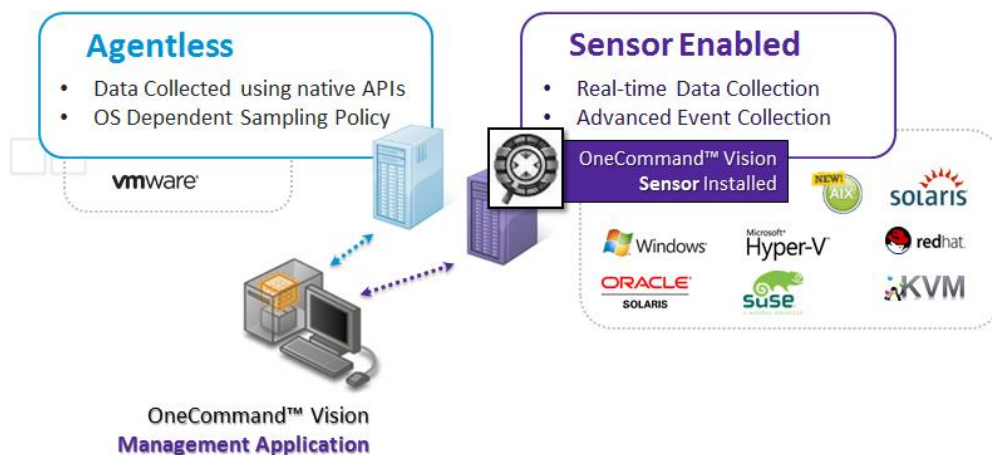 Agentless
• Data Collected using native APIs
• OS Dependent Sampling Policy
vmware®
Sensor Enabled
• Real-time Data Collection
• Advanced Event Collection
OneCommand™ Vision
Sensor Installed
NEW!
AIX
solaris
Windows®
Microsoft®
Hyper-V™
redhat.
ORACLE®
SOLARIS
SUSE
KVM
OneCommand™ Vision
Management Application